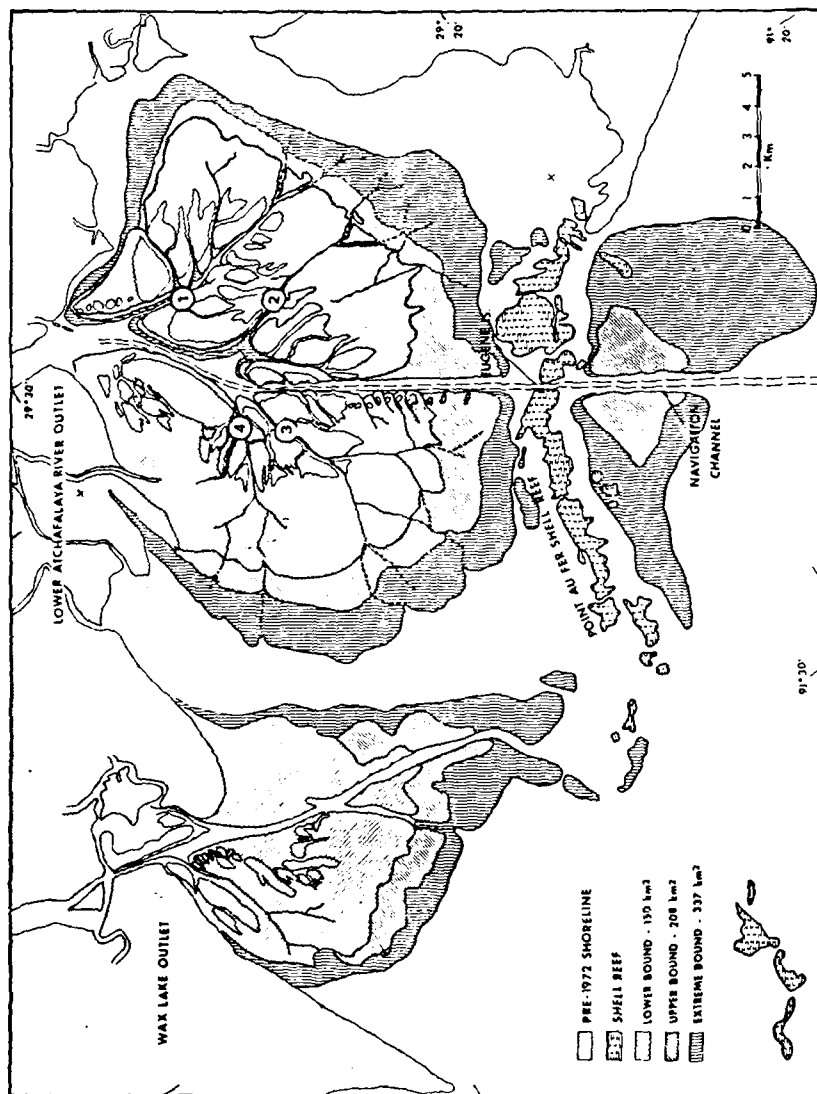 LOWER ATCHAFALAYA RIVER OUTLET
29°30'
29°
20'
91°
20'
91°30'
WAX LAKE OUTLET
1
2
3
4
EUGENE IS
POINT AU FER SHELL REEF
NAVIGATION
CHANNEL
PRE-1972 SHORELINE
SHELL REEF
LOWER BOUND - 150 km²
UPPER BOUND - 208 km²
EXTREME BOUND - 337 km²
0 1 2 3 4 5
Km